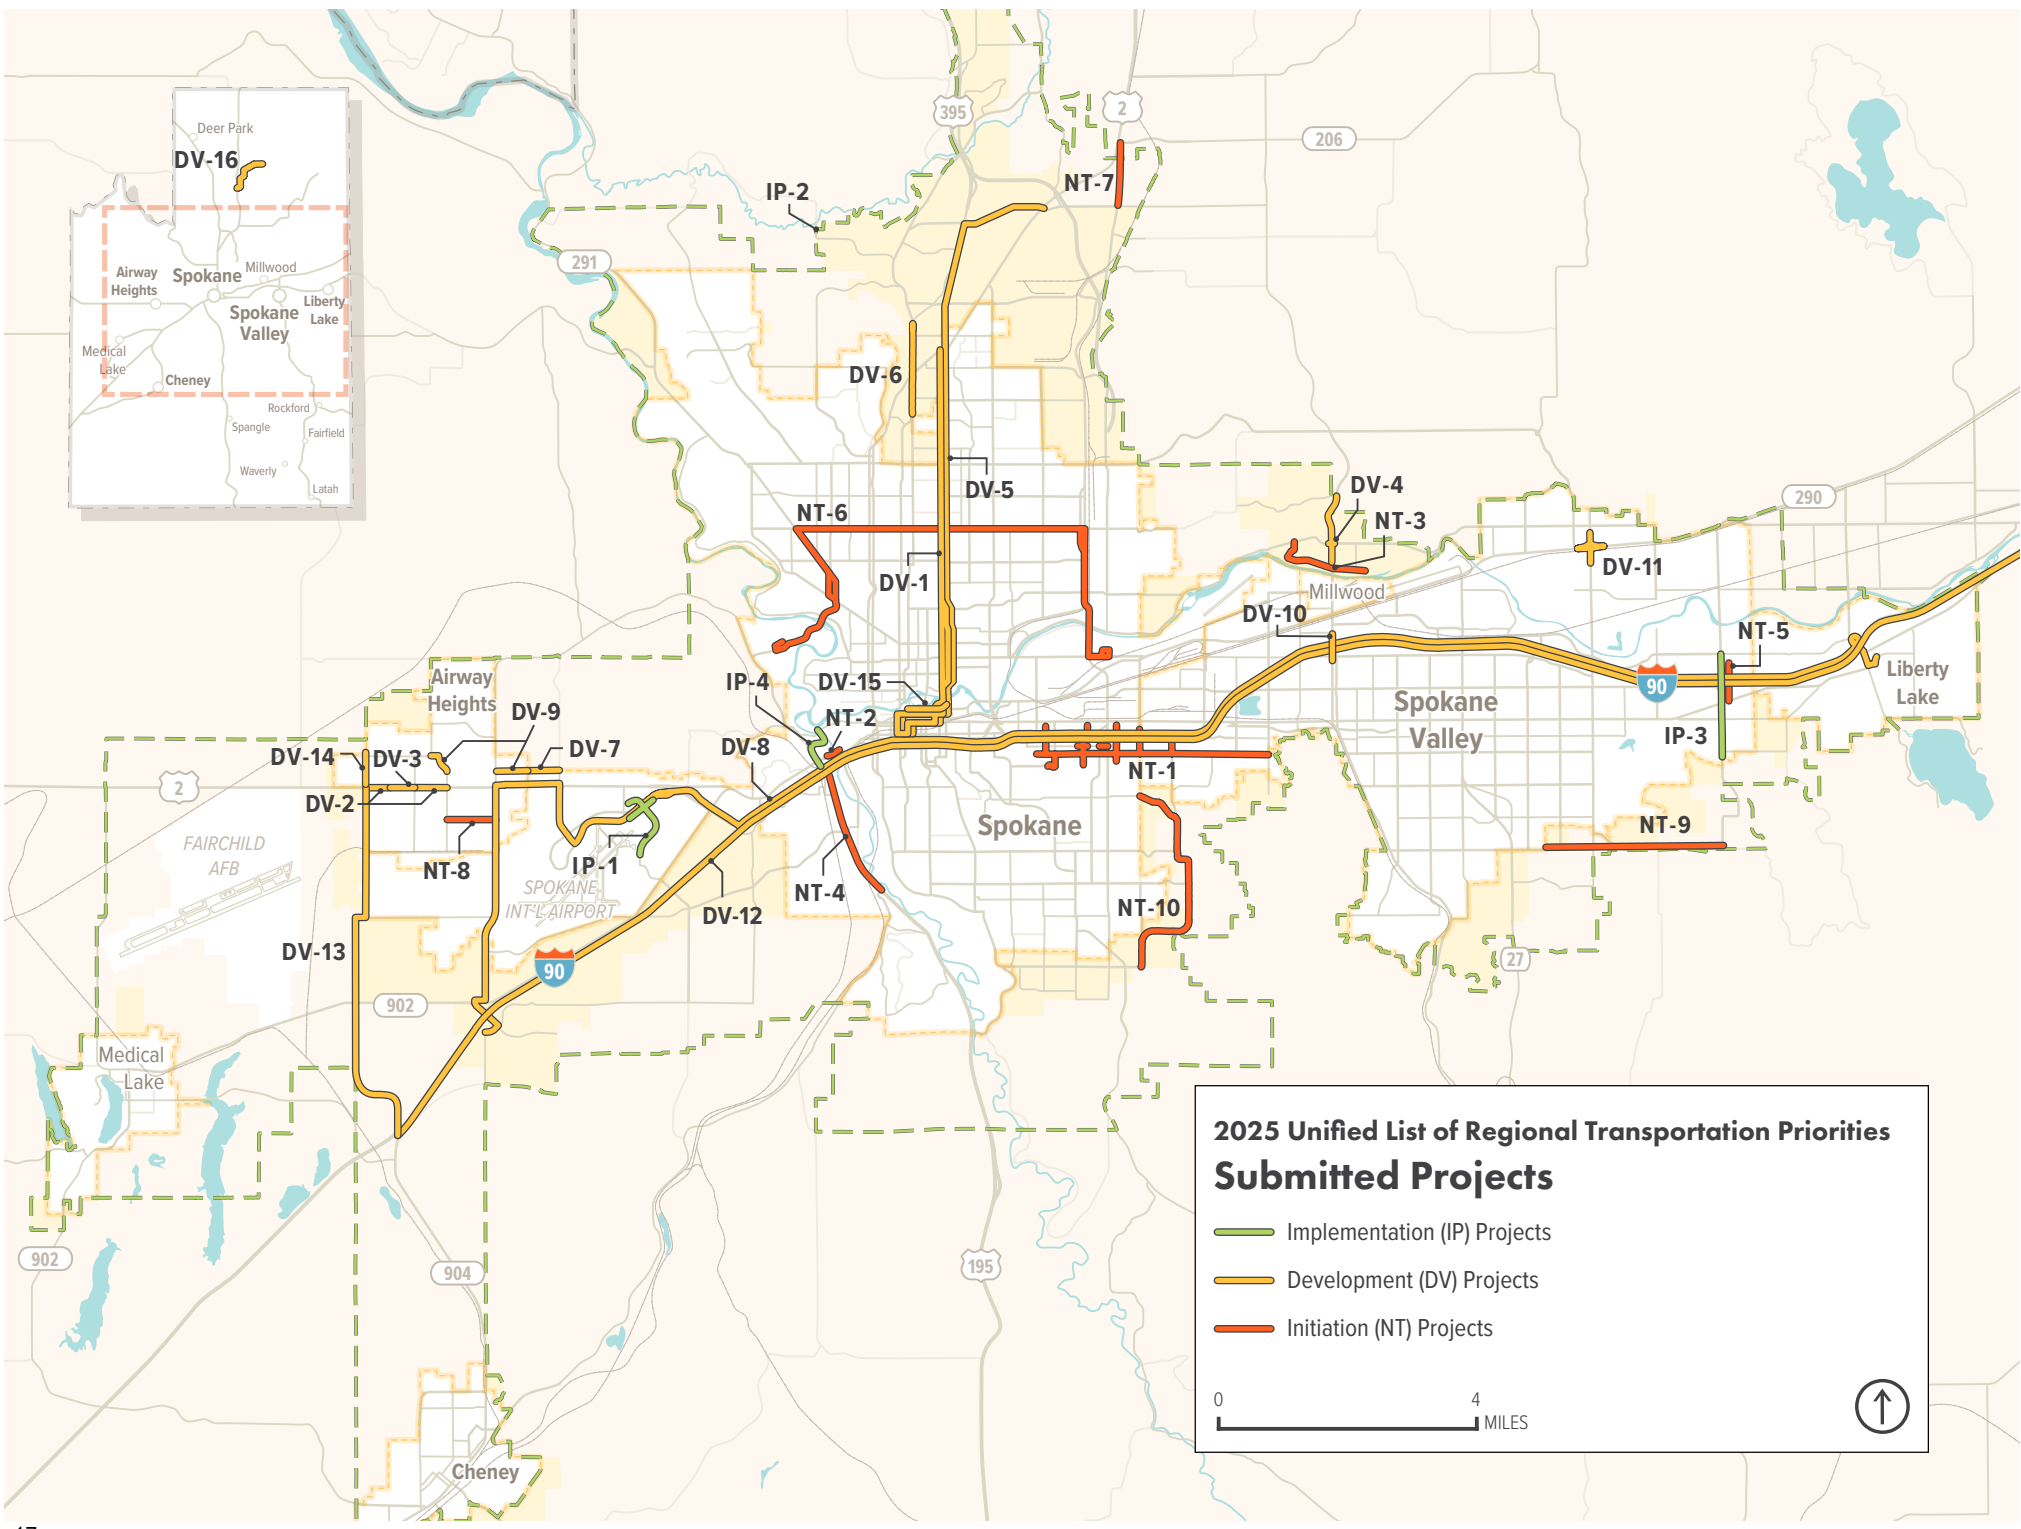 Deer Park
DV-16
Airway
Heights
Spokane
Millwood
Spokane
Valley
Liberty
Lake
Medical
Lake
Cheney
Rockford
Spangle
Fairfield
Waverly
Latah
395
2
206
NT-7
IP-2
291
DV-6
DV-5
NT-6
DV-4
NT-3
290
DV-1
DV-11
Millwood
DV-10
NT-5
Airway
Heights
IP-4
DV-15
90
Liberty
Lake
DV-9
NT-2
Spokane
Valley
IP-3
DV-14
DV-3
DV-7
DV-8
NT-1
2
DV-2
Spokane
NT-9
FAIRCHILD
AFB
NT-8
IP-1
SPOKANE
INT'L AIRPORT
NT-4
DV-12
NT-10
DV-13
90
27
902
Medical
Lake
902
904
195
Cheney
2025 Unified List of Regional Transportation Priorities
Submitted Projects
Implementation (IP) Projects
Development (DV) Projects
Initiation (NT) Projects
0 4
MILES